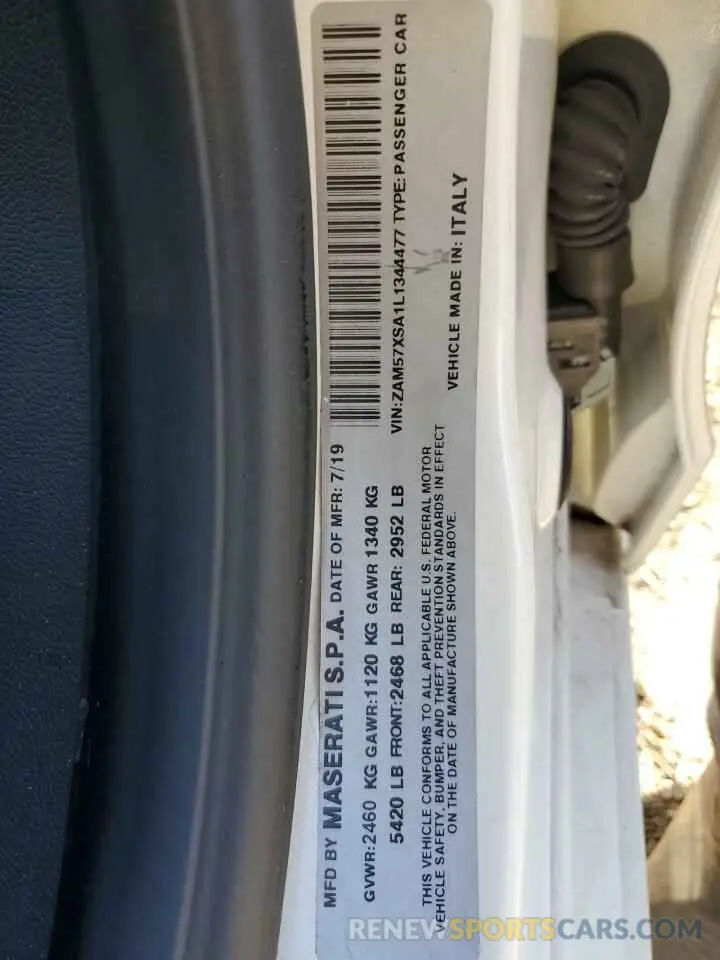 MFD BY MASERATI S.P.A. DATE OF MFR: 7/19
GVWR:2460 KG GAWR:1120 KG GAWR 1340 KG
5420 LB FRONT:2468 LB REAR: 2952 LB
VIN:ZAM57XSA1L1344477 TYPE:PASSENGER CAR
THIS VEHICLE CONFORMS TO ALL APPLICABLE U.S. FEDERAL MOTOR
VEHICLE SAFETY, BUMPER, AND THEFT PREVENTION STANDARDS IN EFFECT
ON THE DATE OF MANUFACTURE SHOWN ABOVE.
VEHICLE MADE IN: ITALY
RENEWSPORTSCARS.COM